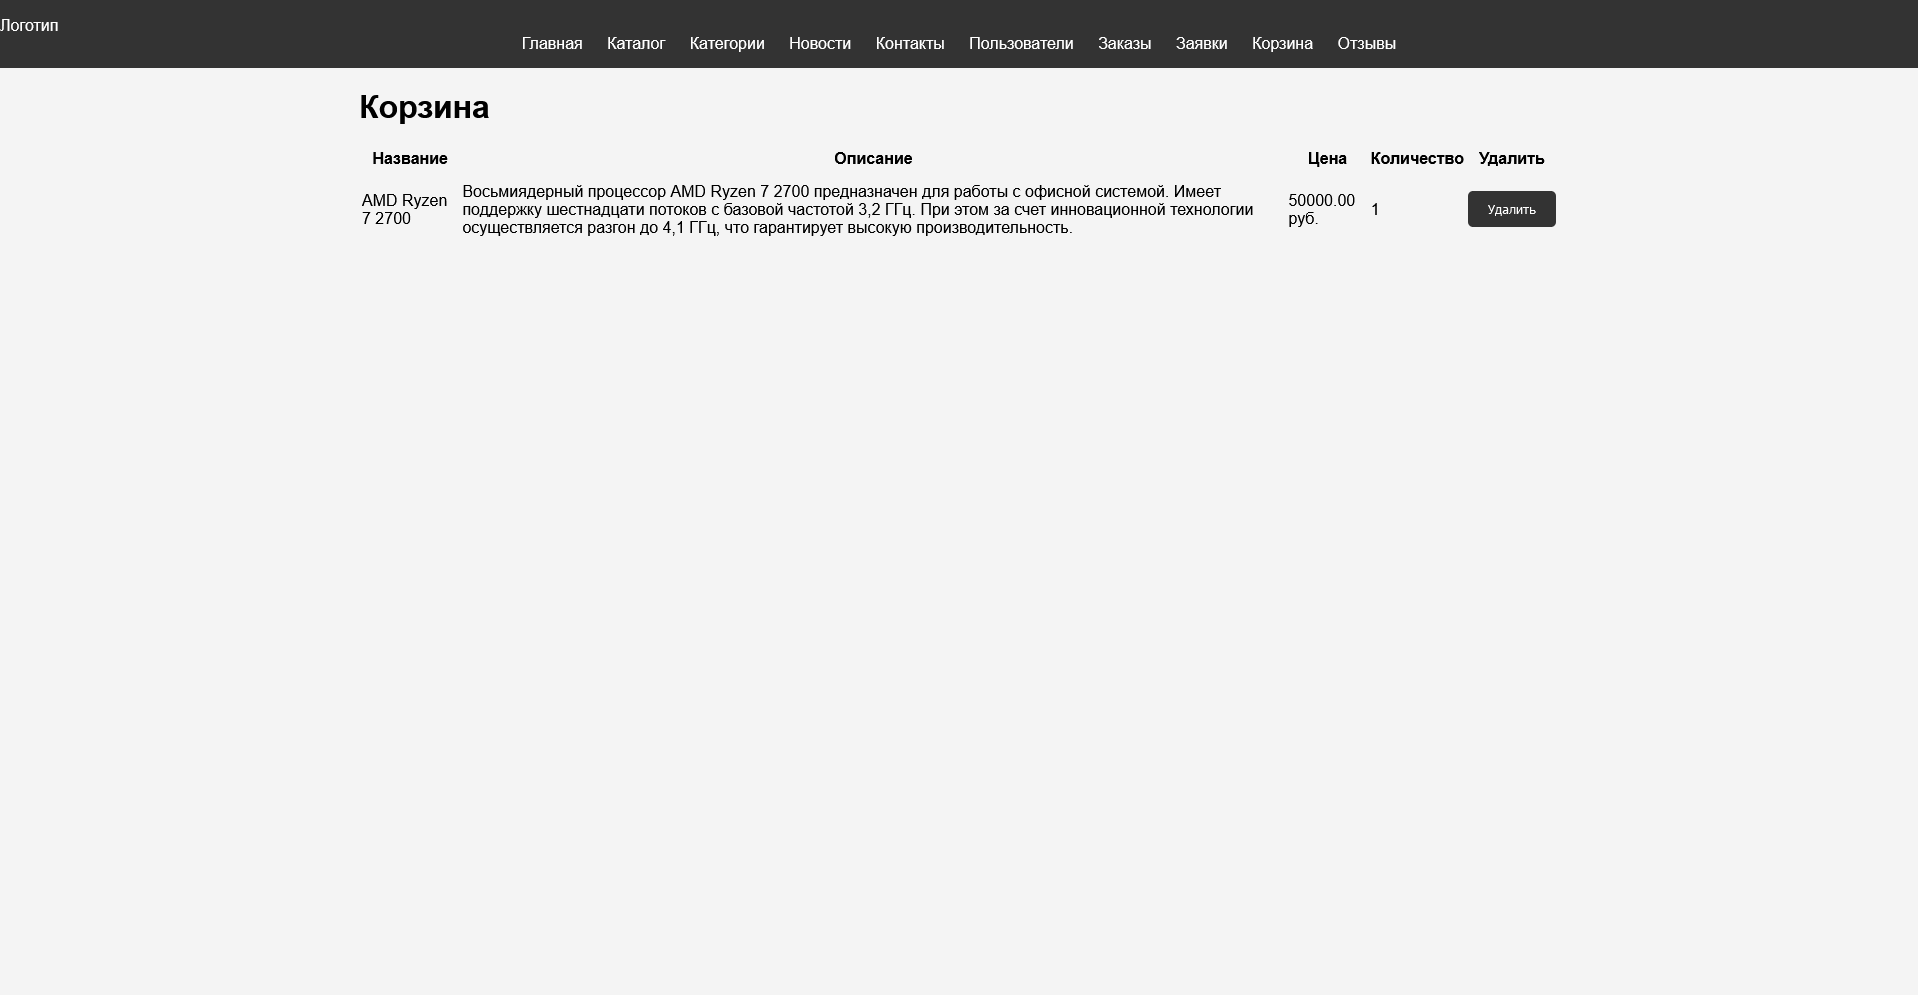 Логотип
Главная Каталог Категории Новости Контакты Пользователи Заказы Заявки Корзина Отзывы
Корзина
Название Описание Цена Количество Удалить
AMD Ryzen
7 2700
Восьмиядерный процессор AMD Ryzen 7 2700 предназначен для работы с офисной системой. Имеет
поддержку шестнадцати потоков с базовой частотой 3,2 ГГц. При этом за счет инновационной технологии
осуществляется разгон до 4,1 ГГц, что гарантирует высокую производительность.
50000.00
руб.
1
Удалить